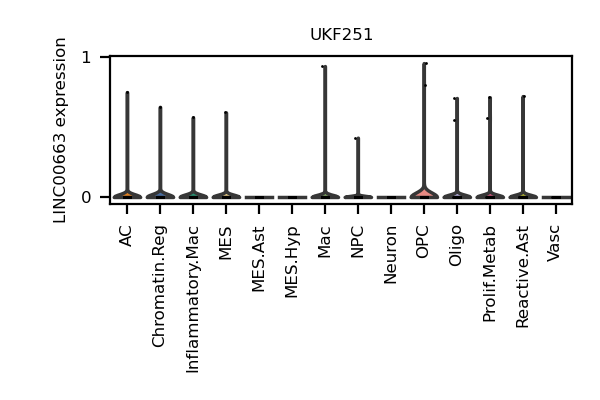 UKF251
LINC00663 expression
1
0
AC
Chromatin.Reg
Inflammatory.Mac
MES
MES.Ast
MES.Hyp
Mac
NPC
Neuron
OPC
Oligo
Prolif.Metab
Reactive.Ast
Vasc